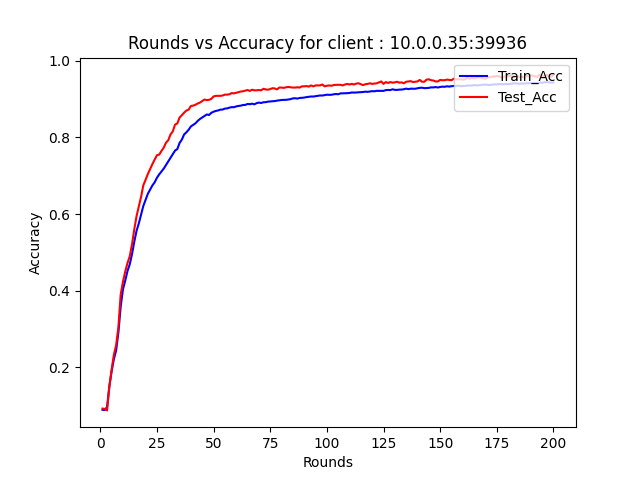 Rounds vs Accuracy for client : 10.0.0.35:39936
1.0
0.8
0.6
0.4
0.2
Accuracy
Train_Acc
Test_Acc
0 25 50 75 100 125 150 175 200
Rounds